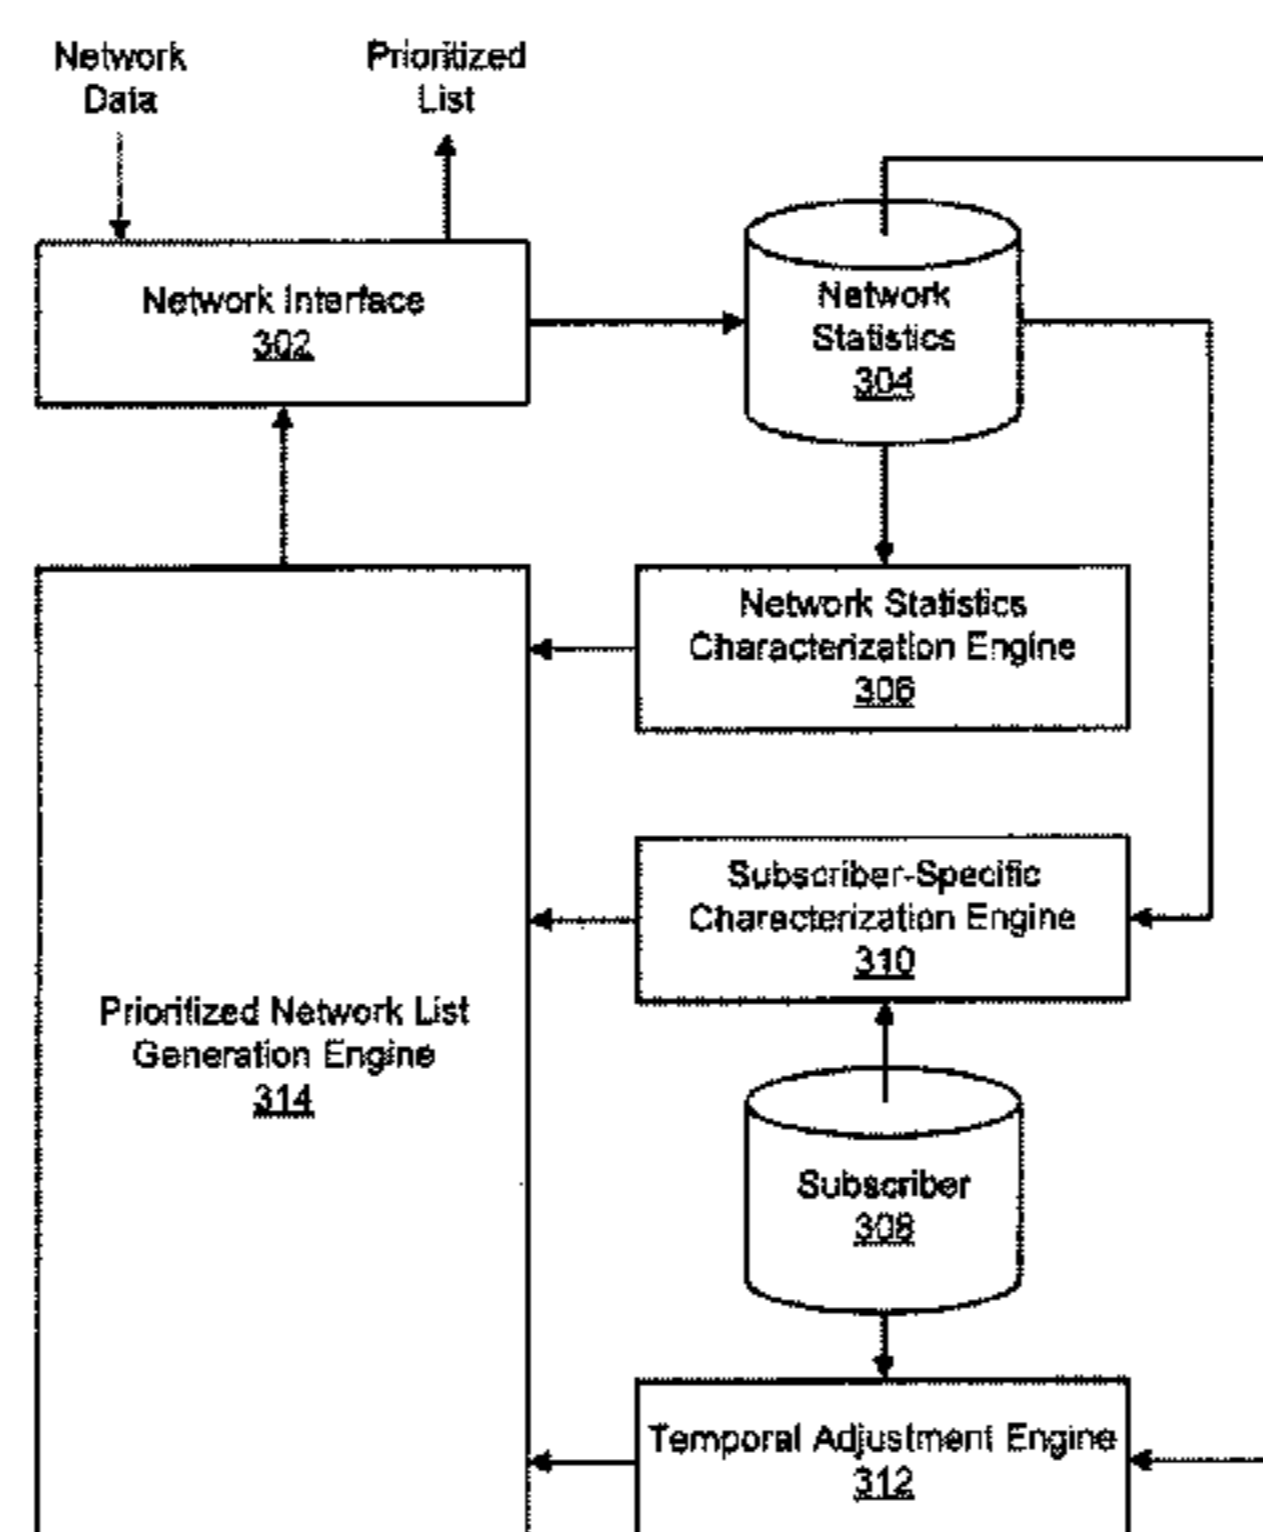 Network
Data
Prioritized
List
Network Interface
302
Network
Statistics
304
Network Statistics
Characterization Engine
306
Subscriber-Specific
Characterization Engine
310
Prioritized Network List
Generation Engine
314
Subscriber
308
Temporal Adjustment Engine
312